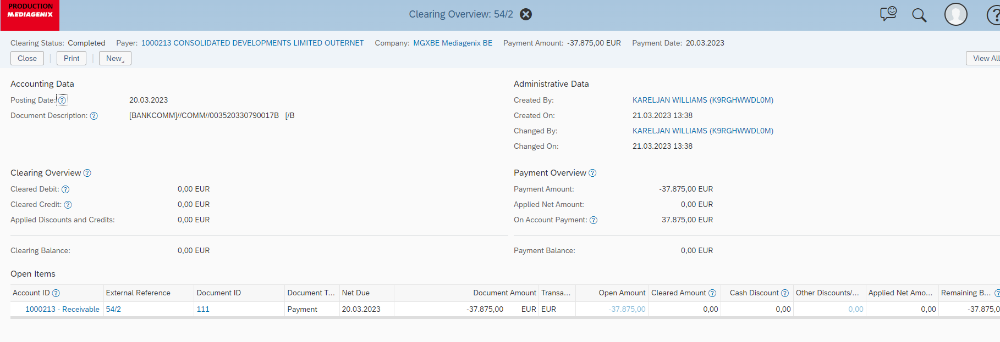 PRODUCTION
MEDIAGENIX
Clearing Overview: 54/2
Clearing Status: Completed Payer: 1000213 CONSOLIDATED DEVELOPMENTS LIMITED OUTERNET Company: MGXBE Mediagenix BE Payment Amount: -37.875,00 EUR Payment Date: 20.03.2023
Close Print New View All
Accounting Data
Posting Date: 20.03.2023
Document Description: [BANKCOMM]//COMM//003520330790017B [/B
Administrative Data
Created By: KARELJAN WILLIAMS (K9RGHWWDL0M)
Created On: 21.03.2023 13:38
Changed By: KARELJAN WILLIAMS (K9RGHWWDL0M)
Changed On: 21.03.2023 13:38
Clearing Overview
Cleared Debit: 0,00 EUR
Cleared Credit: 0,00 EUR
Applied Discounts and Credits: 0,00 EUR
Clearing Balance: 0,00 EUR
Payment Overview
Payment Amount: -37.875,00 EUR
Applied Net Amount: 0,00 EUR
On Account Payment: 37.875,00 EUR
Payment Balance: 0,00 EUR
Open Items
Account ID External Reference Document ID Document T... Net Due Document Amount Transa... Open Amount Cleared Amount Cash Discount Other Discounts/... Applied Net Amo... Remaining B...
1000213 - Receivable 54/2 111 Payment 20.03.2023 -37.875,00 EUR EUR -37.875,00 0,00 0,00 0,00 0,00 -37.875,0